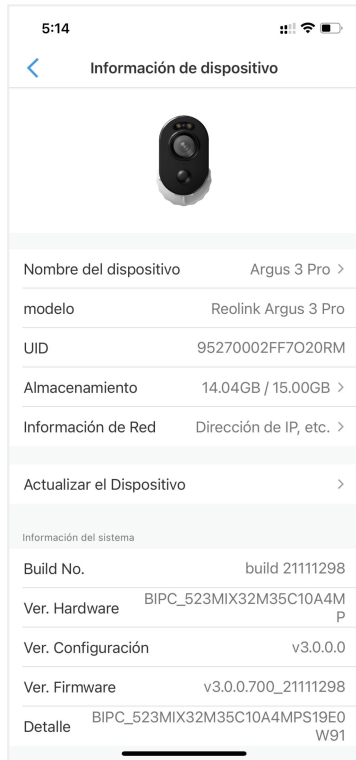 5:14
Información de dispositivo
Nombre del dispositivo Argus 3 Pro
modelo Reolink Argus 3 Pro
UID 95270002FF7O20RM
Almacenamiento 14.04GB / 15.00GB
Información de Red Dirección de IP, etc.
Actualizar el Dispositivo
Información del sistema
Build No. build 21111298
Ver. Hardware BIPC_523MIX32M35C10A4M
P
Ver. Configuración v3.0.0.0
Ver. Firmware v3.0.0.700_21111298
Detalle BIPC_523MIX32M35C10A4MPS19E0
W91